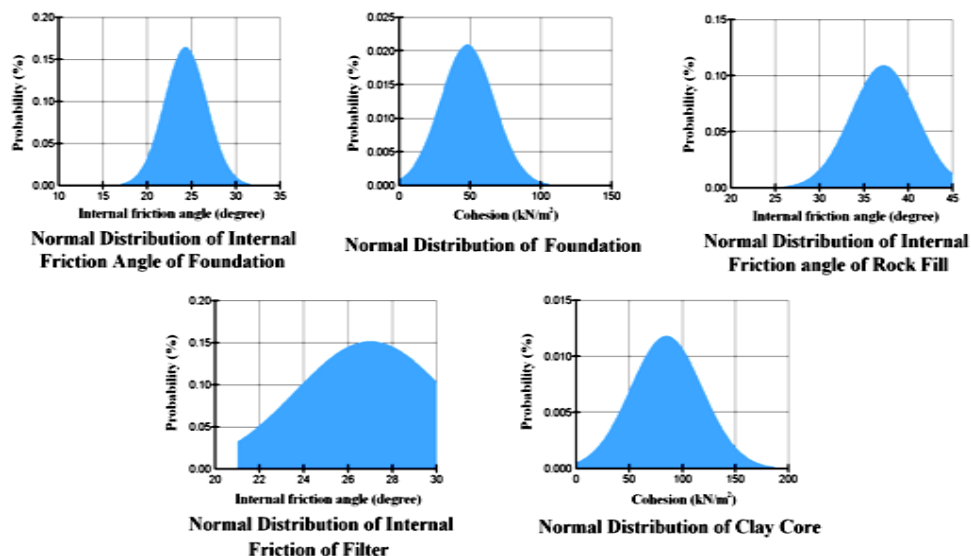 0.20
0.15
0.10
0.05
0.00
Probability (%)
10 15 20 25 30 35
Internal friction angle (degree)
Normal Distribution of Internal
Friction Angle of Foundation
0.025
0.020
0.015
0.010
0.005
0.000
Probability (%)
0 50 100 150
Cohesion (kN/m²)
Normal Distribution of Foundation
0.15
0.10
0.05
0.00
Probability (%)
20 25 30 35 40 45
Internal friction angle (degree)
Normal Distribution of Internal
Friction angle of Rock Fill
0.20
0.15
0.10
0.05
0.00
Probability (%)
20 22 24 26 28 30
Internal friction angle (degree)
Normal Distribution of Internal
Friction of Filter
0.015
0.010
0.005
0.000
Probability (%)
0 50 100 150 200
Cohesion (kN/m²)
Normal Distribution of Clay Core